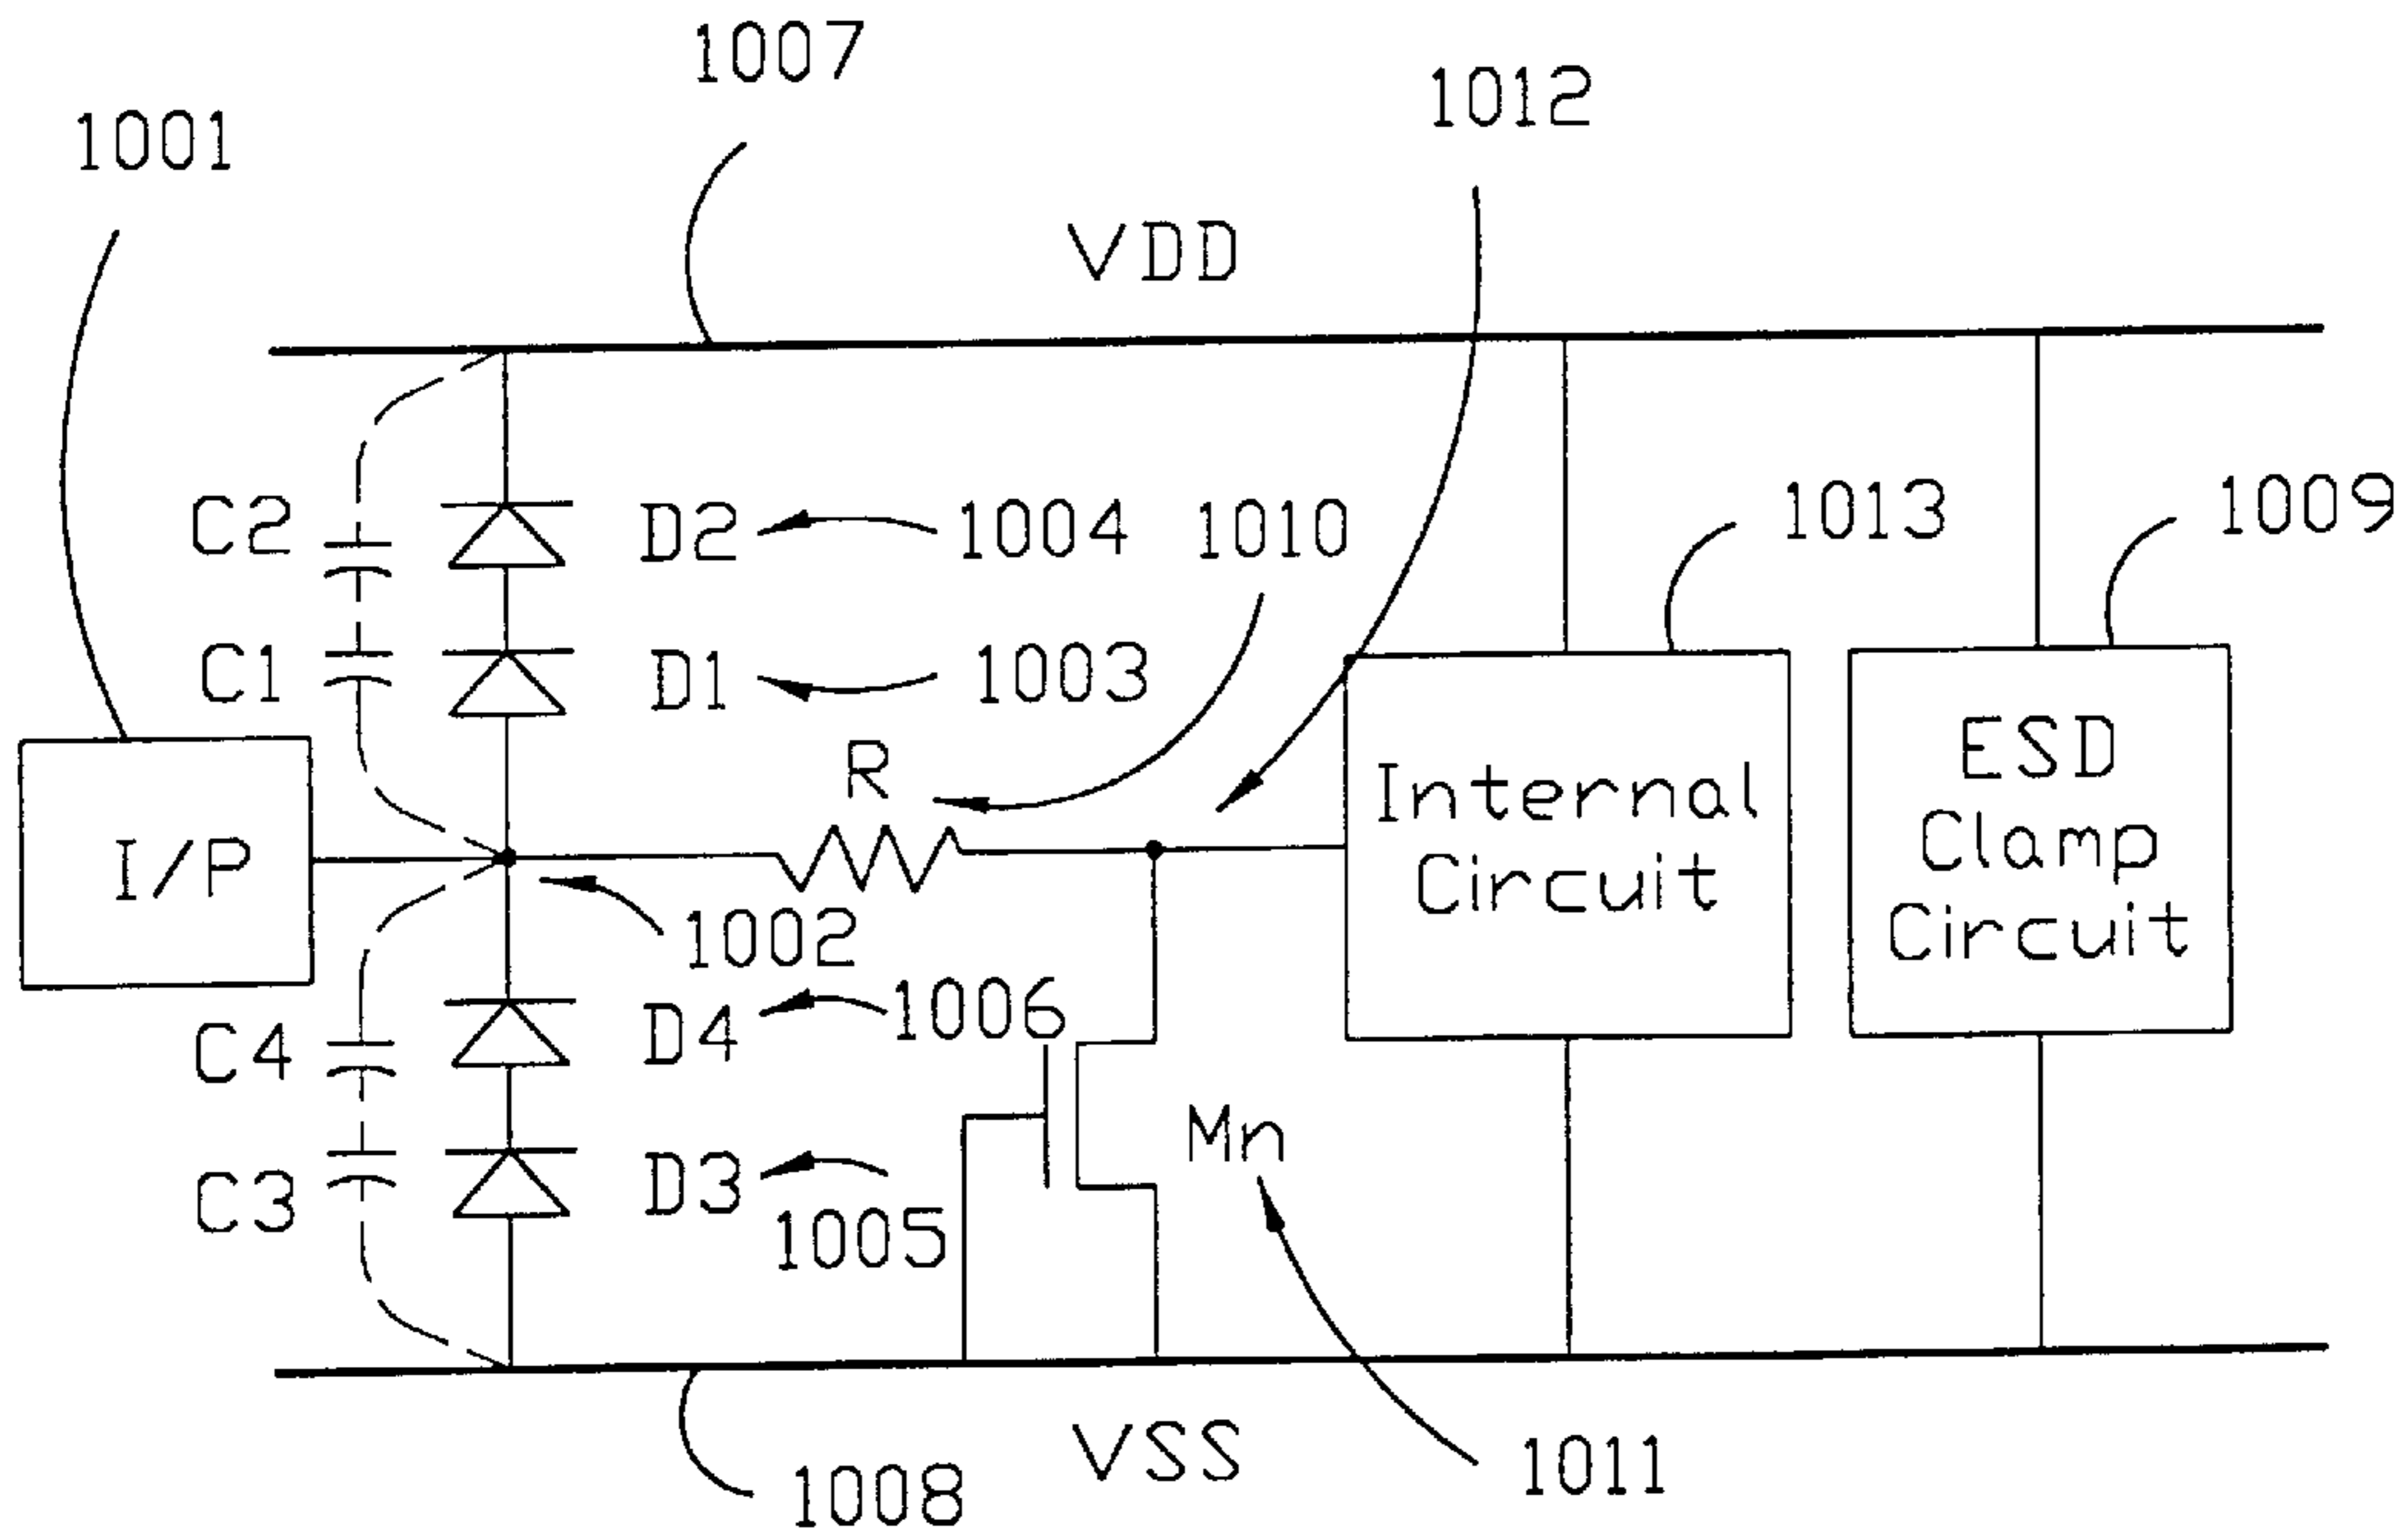 1007
1012
1001
VDD
C2
D2
1004
1010
1013
1009
C1
D1
1003
R
I/P
Internal
Circuit
ESD
Clamp
Circuit
1002
C4
D4
1006
Mn
C3
D3
1005
VSS
1008
1011